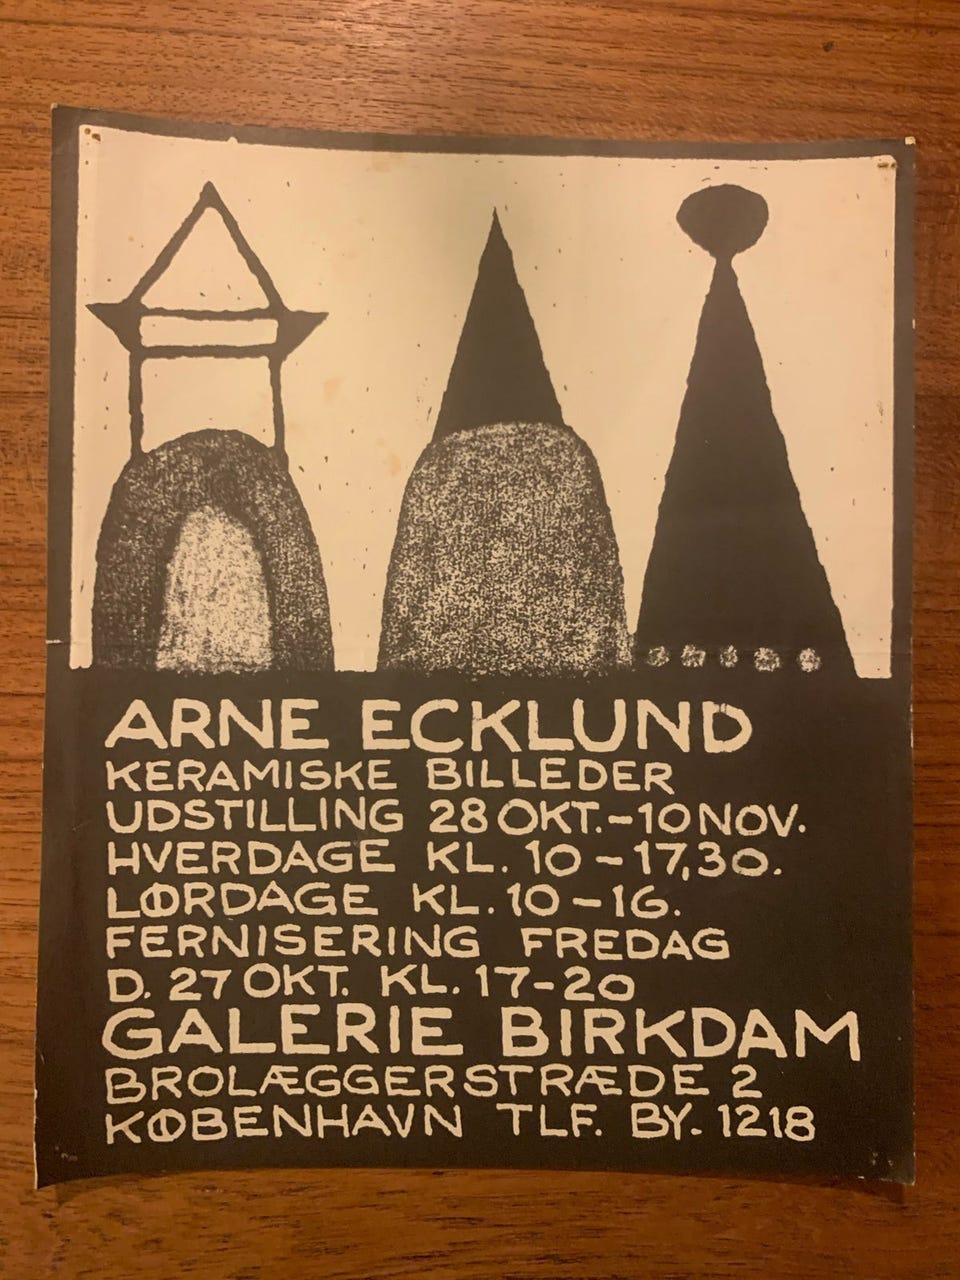 ARNE ECKLUND
KERAMISKE BILLEDER
UDSTILLING 28 OKT.-10 NOV.
HVERDAGE KL. 10-17,30.
LØRDAGE KL. 10-16.
FERNISERING FREDAG
D. 27 OKT. KL. 17-20
GALERIE BIRKDAM
BROLÆGGERSTRÆDE 2
KØBENHAVN TLF. BY. 1218